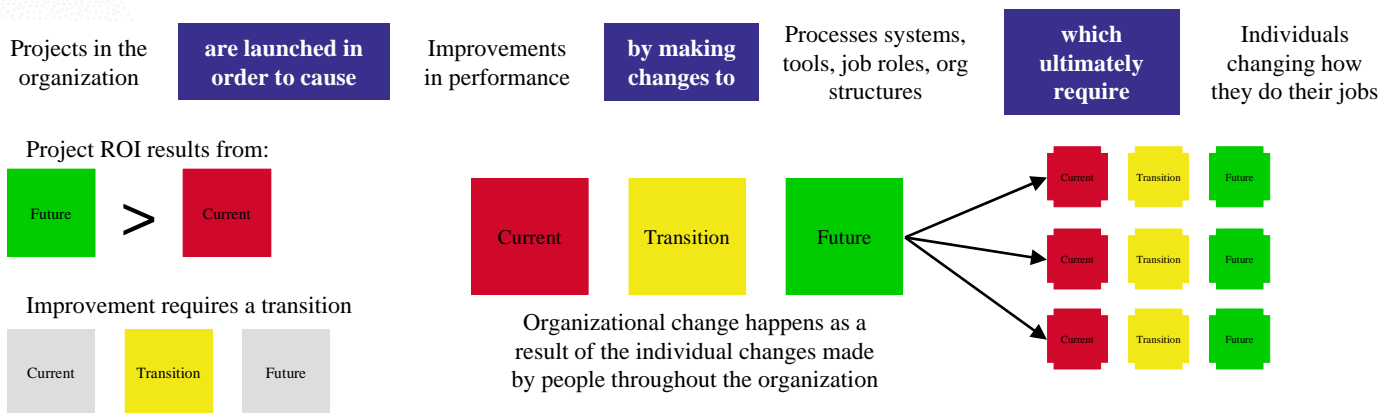 Projects in the
organization
are launched in
order to cause
Improvements
in performance
by making
changes to
Processes systems,
tools, job roles, org
structures
which
ultimately
require
Individuals
changing how
they do their jobs
Project ROI results from:
Future
>
Current
Improvement requires a transition
Current
Transition
Future
Current
Transition
Future
Organizational change happens as a
result of the individual changes made
by people throughout the organization
Current
Transition
Future
Current
Transition
Future
Current
Transition
Future